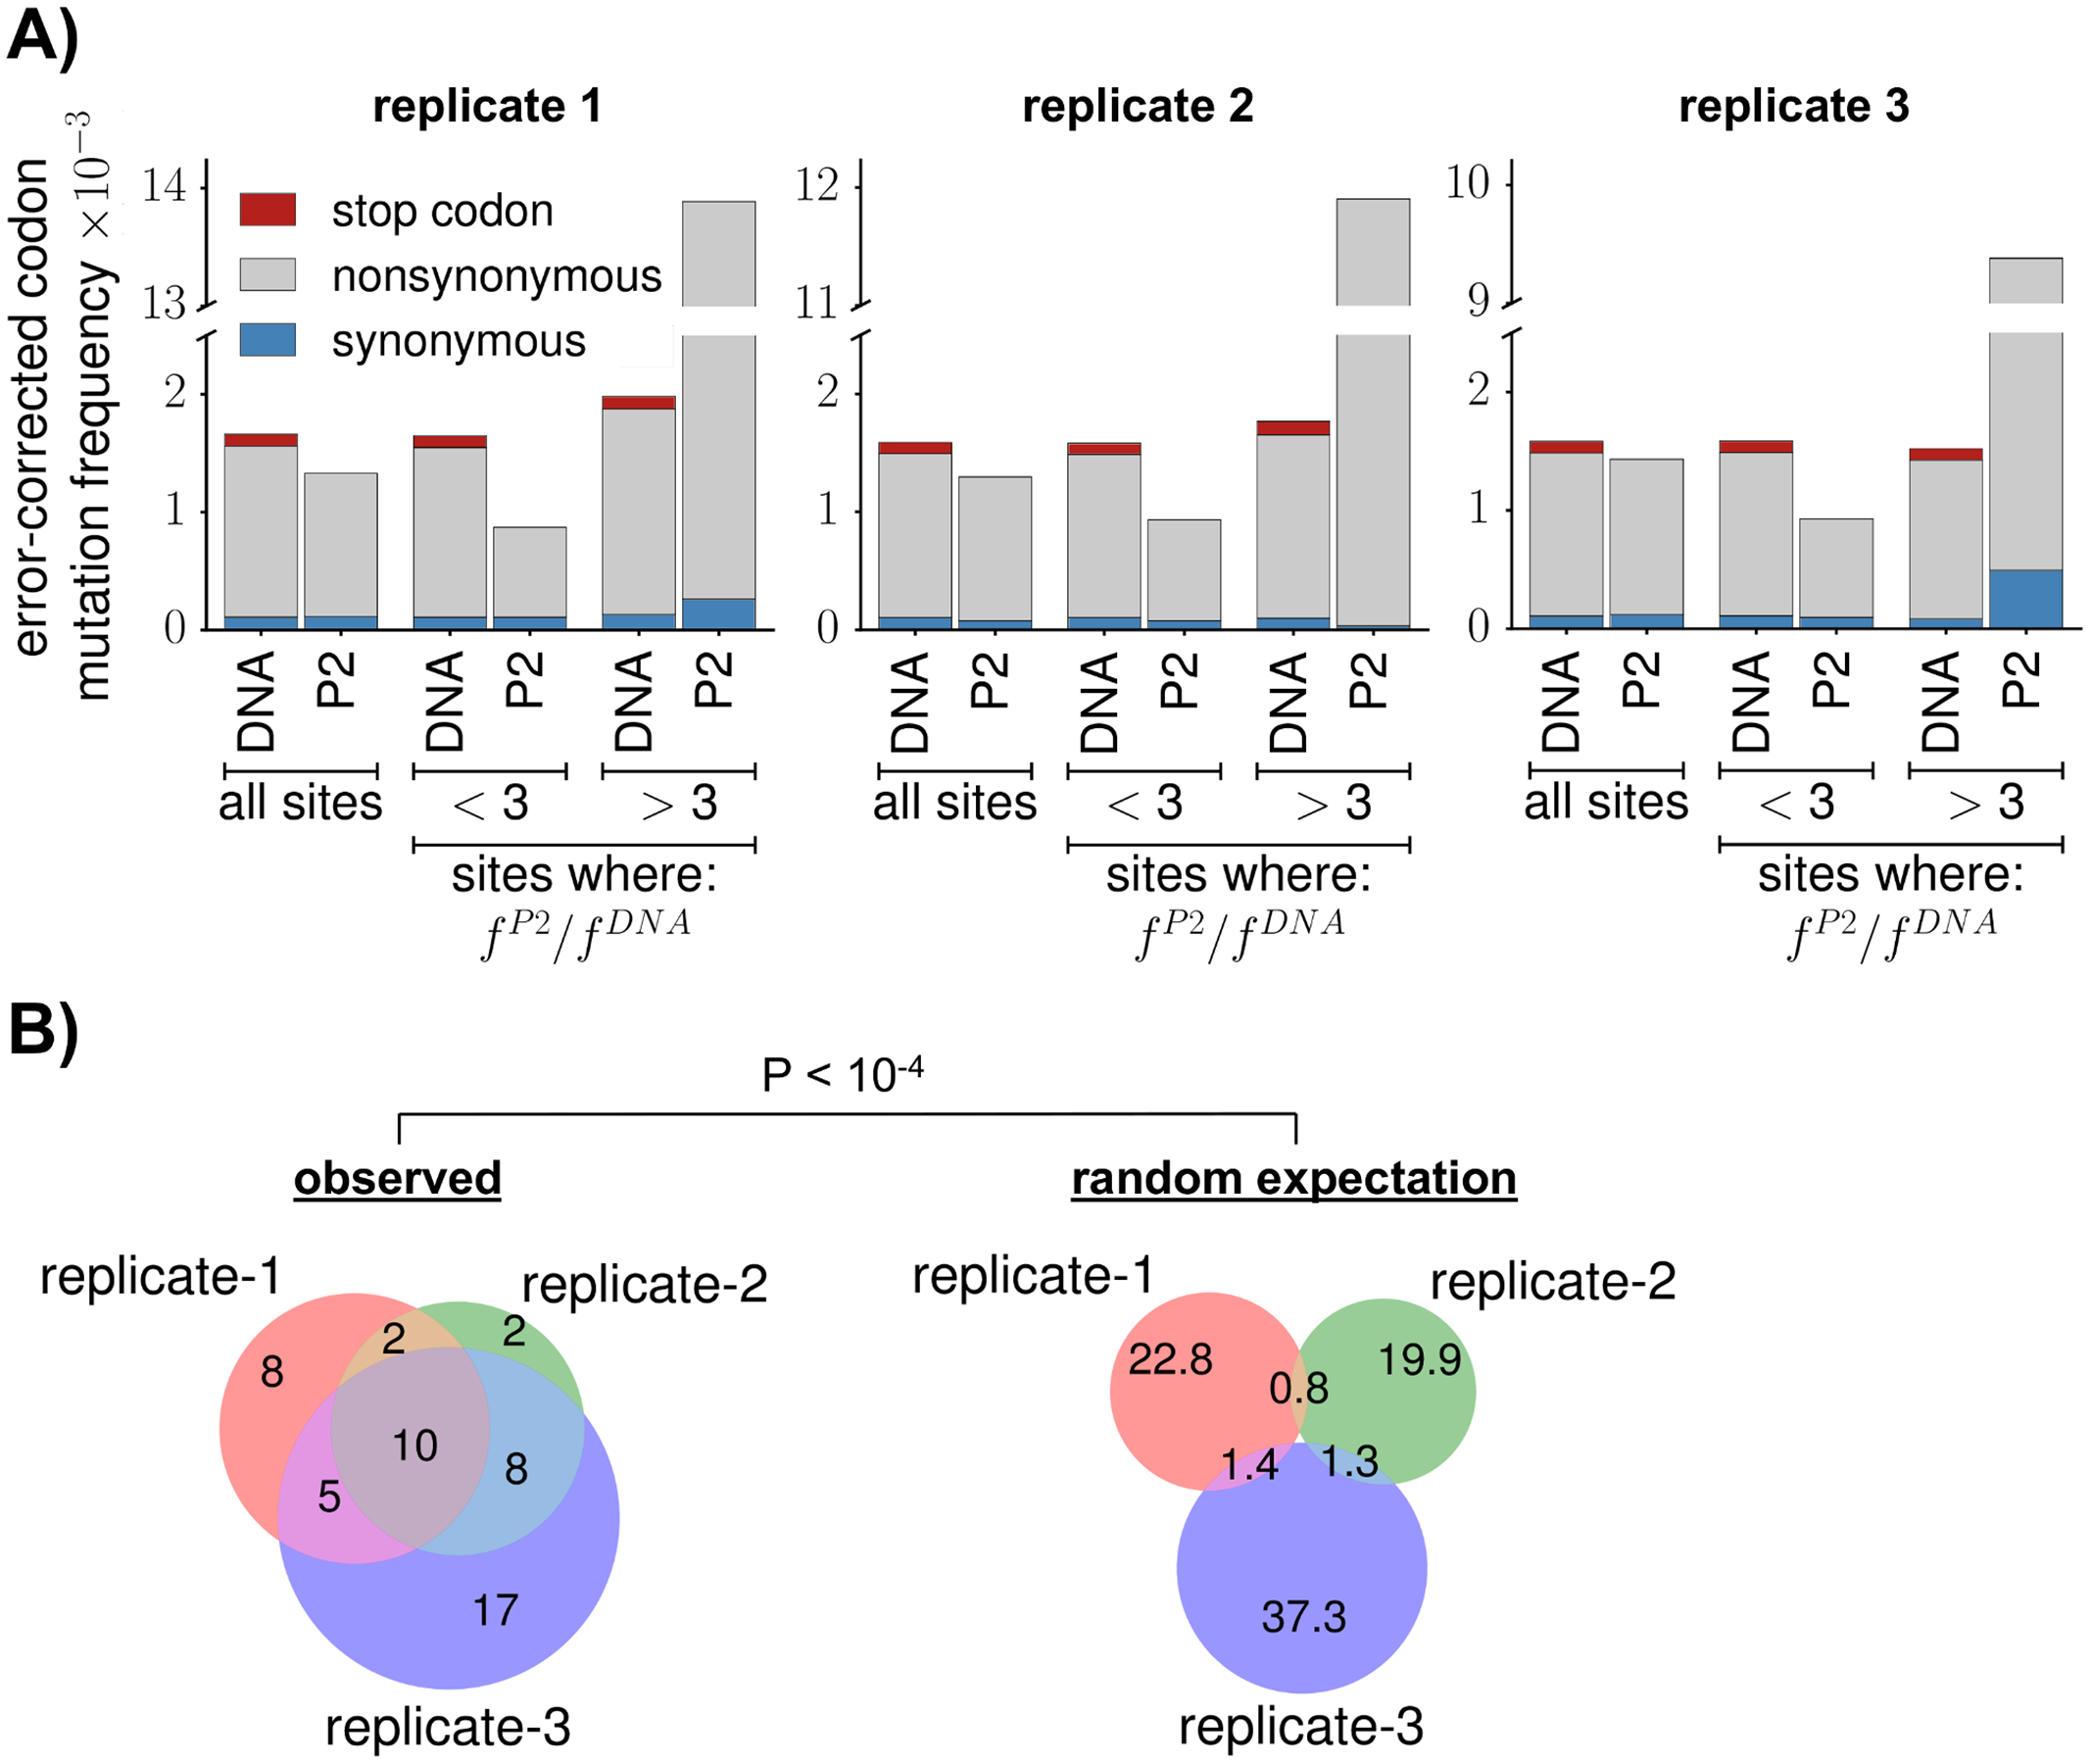 A)
replicate 1
replicate 2
replicate 3
error-corrected codon
mutation frequency ×10⁻³
14
13
2
1
0
stop codon
nonsynonymous
synonymous
12
11
2
1
0
10
9
2
1
0
DNA P2 DNA P2 DNA P2
DNA P2 DNA P2 DNA P2
DNA P2 DNA P2 DNA P2
all sites < 3 > 3
all sites < 3 > 3
all sites < 3 > 3
sites where:
sites where:
sites where:
f^{P2}/f^{DNA}
f^{P2}/f^{DNA}
f^{P2}/f^{DNA}
B)
P < 10⁻⁴
observed
random expectation
replicate-1
replicate-2
8
2
2
10
5
8
17
replicate-3
replicate-1
replicate-2
22.8
0.8
19.9
1.4
1.3
37.3
replicate-3